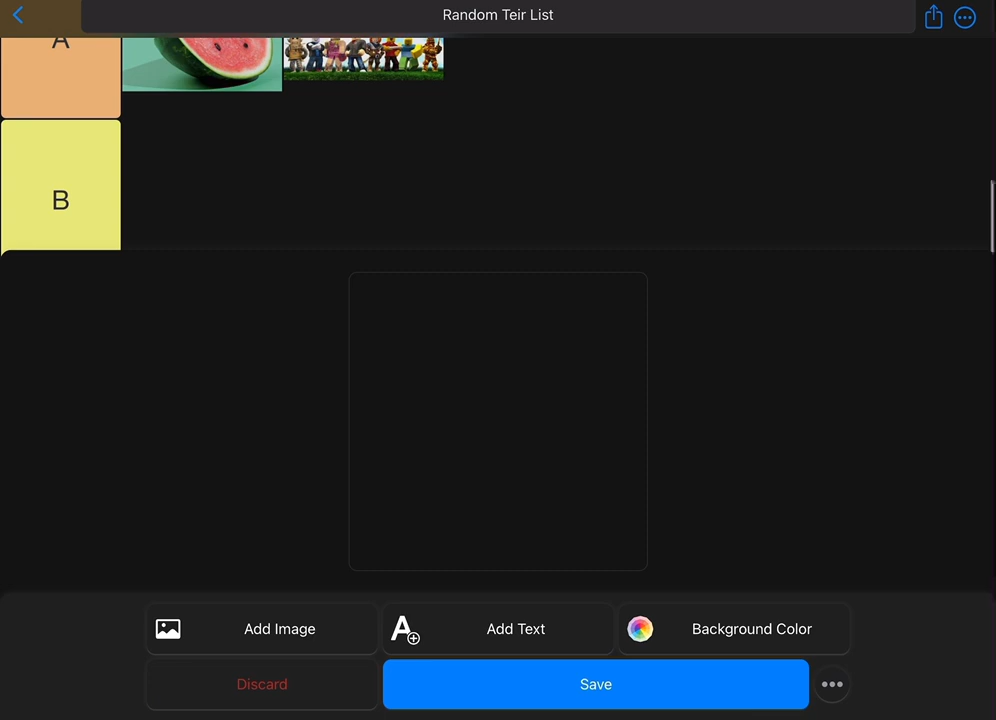 Random Teir List
A
B
Add Image
Add Text
Background Color
Discard
Save